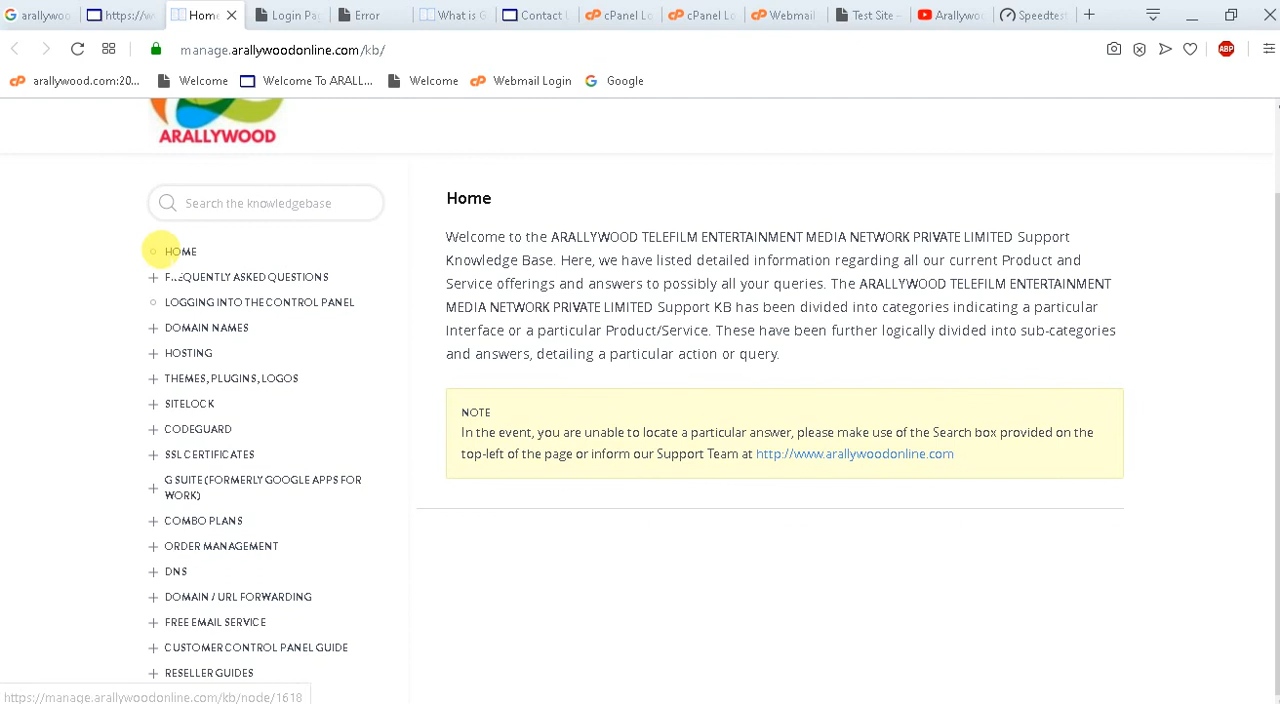 arallywoo
https://w
Home
Login Pa
Error
What is G
Contact
cPanel Lo
cPanel Lo
Webmail
Test Site –
Arallywo
Speedtes
manage.arallywoodonline.com/kb/
ABP
arallywood.com:20...
Welcome
Welcome To ARALL...
Welcome
Webmail Login
Google
ARALLYWOOD
Search the knowledgebase
HOME
FREQUENTLY ASKED QUESTIONS
LOGGING INTO THE CONTROL PANEL
DOMAIN NAMES
HOSTING
THEMES, PLUGINS, LOGOS
SITELOCK
CODEGUARD
SSL CERTIFICATES
G SUITE (FORMERLY GOOGLE APPS FOR
WORK)
COMBO PLANS
ORDER MANAGEMENT
DNS
DOMAIN / URL FORWARDING
FREE EMAIL SERVICE
CUSTOMER CONTROL PANEL GUIDE
RESELLER GUIDES
Home
Welcome to the ARALLYWOOD TELEFILM ENTERTAINMENT MEDIA NETWORK PRIVATE LIMITED Support
Knowledge Base. Here, we have listed detailed information regarding all our current Product and
Service offerings and answers to possibly all your queries. The ARALLYWOOD TELEFILM ENTERTAINMENT
MEDIA NETWORK PRIVATE LIMITED Support KB has been divided into categories indicating a particular
Interface or a particular Product/Service. These have been further logically divided into sub-categories
and answers, detailing a particular action or query.
NOTE
In the event, you are unable to locate a particular answer, please make use of the Search box provided on the
top-left of the page or inform our Support Team at http://www.arallywoodonline.com
https://manage.arallywoodonline.com/kb/node/1618